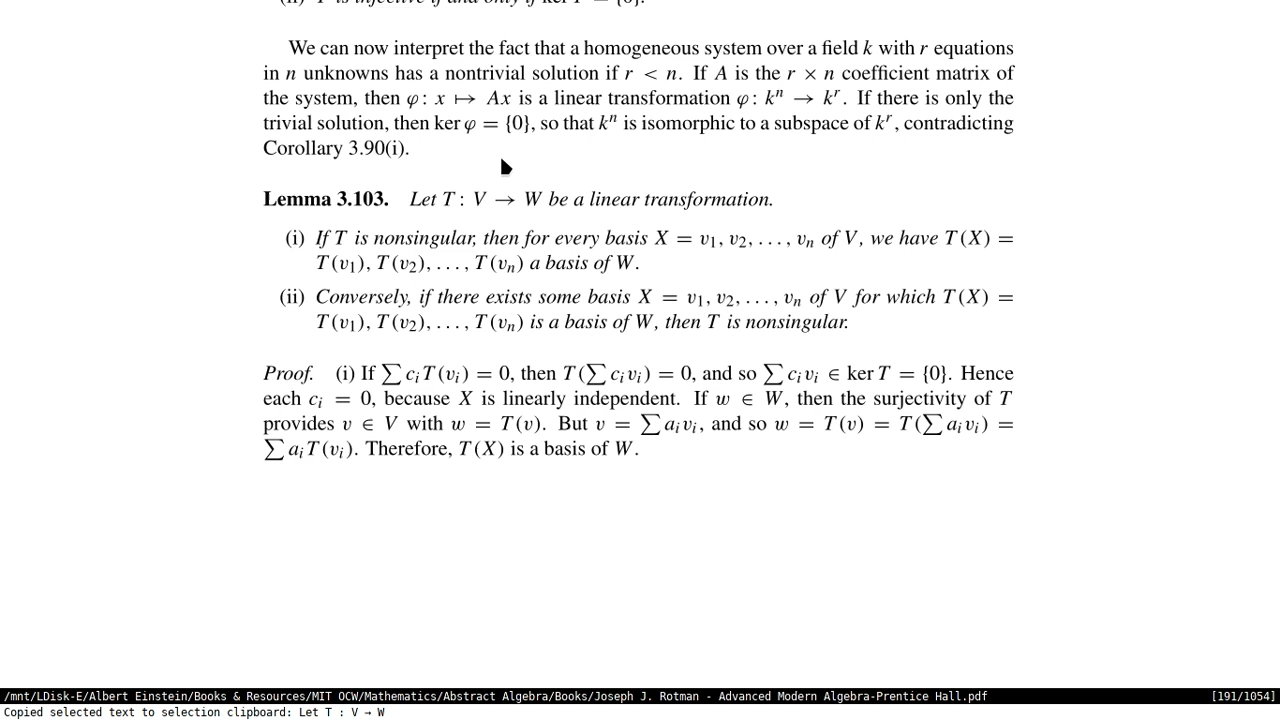 (ii) T is injective if and only if ker T = {0}.
We can now interpret the fact that a homogeneous system over a field k with r equations
in n unknowns has a nontrivial solution if r < n. If A is the r × n coefficient matrix of
the system, then φ: x ↦ Ax is a linear transformation φ: kⁿ → kʳ. If there is only the
trivial solution, then ker φ = {0}, so that kⁿ is isomorphic to a subspace of kʳ, contradicting
Corollary 3.90(i).
Lemma 3.103. Let T: V → W be a linear transformation.
(i) If T is nonsingular, then for every basis X = v₁, v₂, . . . , vₙ of V, we have T(X) =
T(v₁), T(v₂), . . . , T(vₙ) a basis of W.
(ii) Conversely, if there exists some basis X = v₁, v₂, . . . , vₙ of V for which T(X) =
T(v₁), T(v₂), . . . , T(vₙ) is a basis of W, then T is nonsingular.
Proof. (i) If ∑ cᵢT(vᵢ) = 0, then T(∑ cᵢvᵢ) = 0, and so ∑ cᵢvᵢ ∈ ker T = {0}. Hence
each cᵢ = 0, because X is linearly independent. If w ∈ W, then the surjectivity of T
provides v ∈ V with w = T(v). But v = ∑ aᵢvᵢ, and so w = T(v) = T(∑ aᵢvᵢ) =
∑ aᵢT(vᵢ). Therefore, T(X) is a basis of W.
/mnt/LDisk-E/Albert Einstein/Books & Resources/MIT OCW/Mathematics/Abstract Algebra/Books/Joseph J. Rotman - Advanced Modern Algebra-Prentice Hall.pdf [191/1054]
Copied selected text to selection clipboard: Let T : V → W